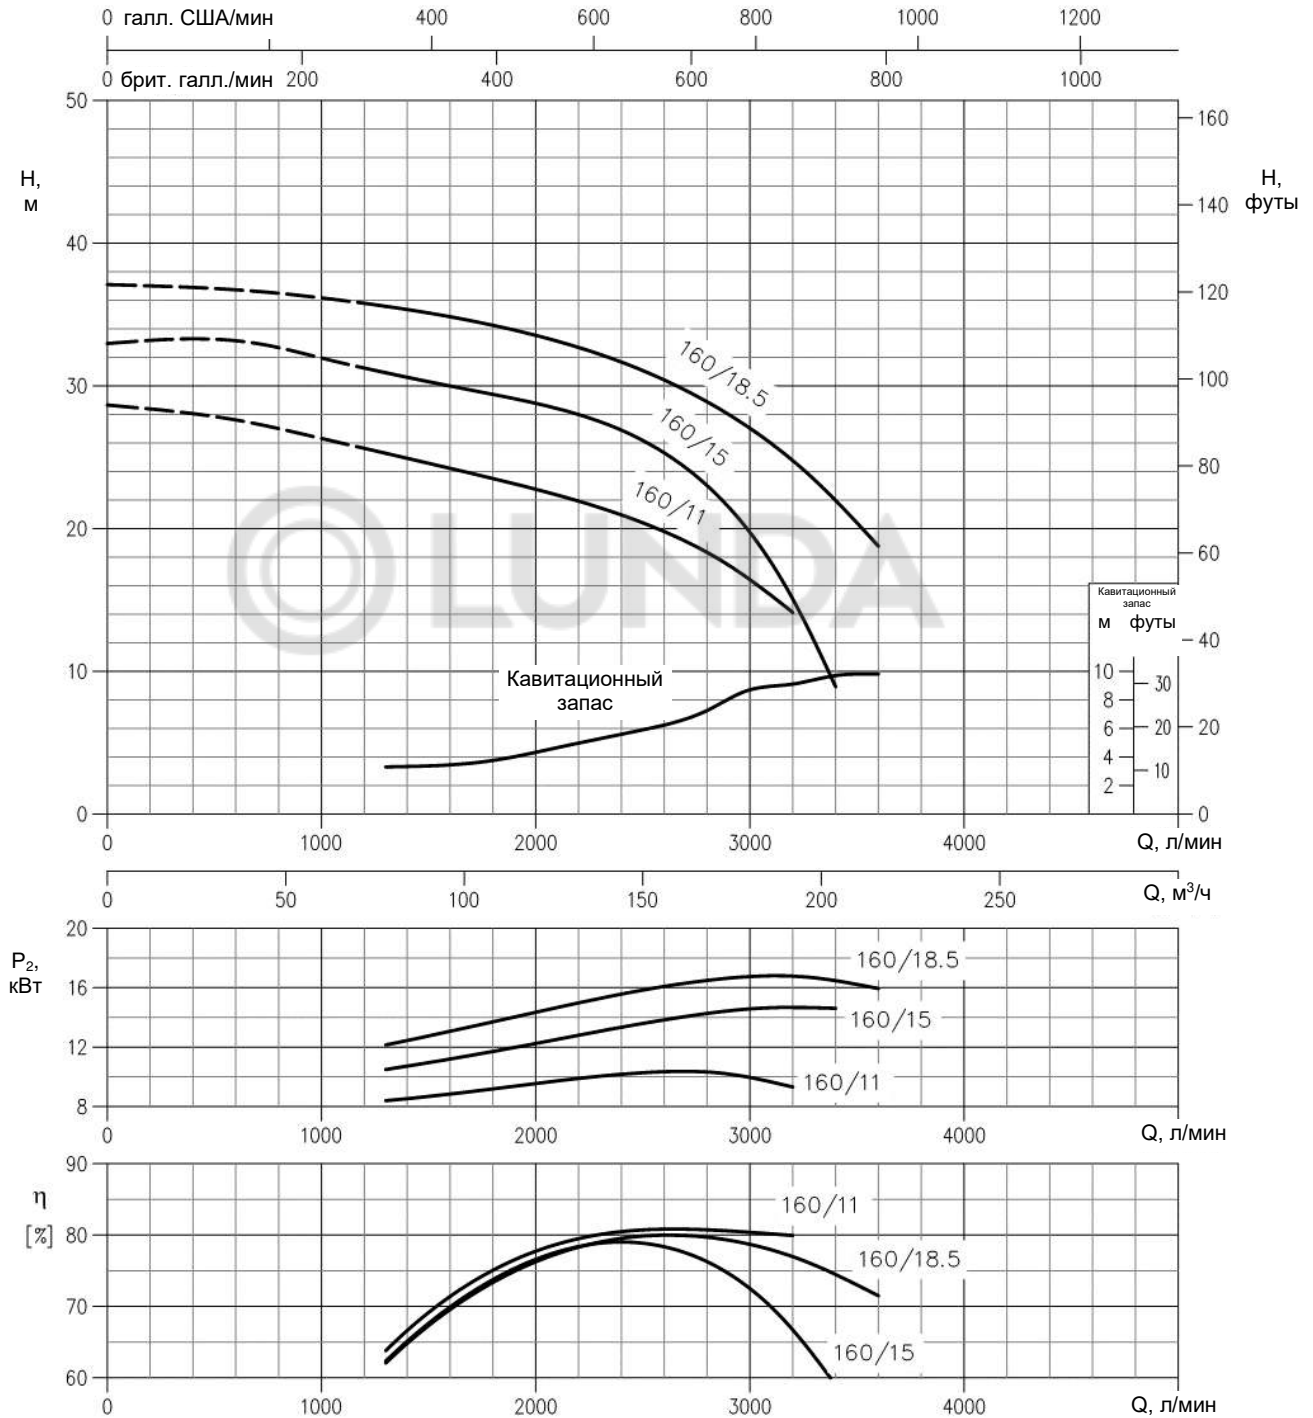 0 галл. США/мин 400 600 800 1000 1200
0 брит. галл./мин 200 400 600 800 1000
50 160
H, м
H, футы
140
40
120
160/18.5
30 100
160/15
80
160/11
LUNDA
20
60
Кавитационный запас
м футы
40
Кавитационный
запас
10 10
30
8
6 20 20
4
10
2
0 0
0 1000 2000 3000 4000 Q, л/мин
0 50 100 150 200 250 Q, м³/ч
20
P₂, кВт
160/18.5
16
160/15
12
160/11
8
0 1000 2000 3000 4000 Q, л/мин
90
η
160/11
[%] 80
160/18.5
70
160/15
60
0 1000 2000 3000 4000 Q, л/мин